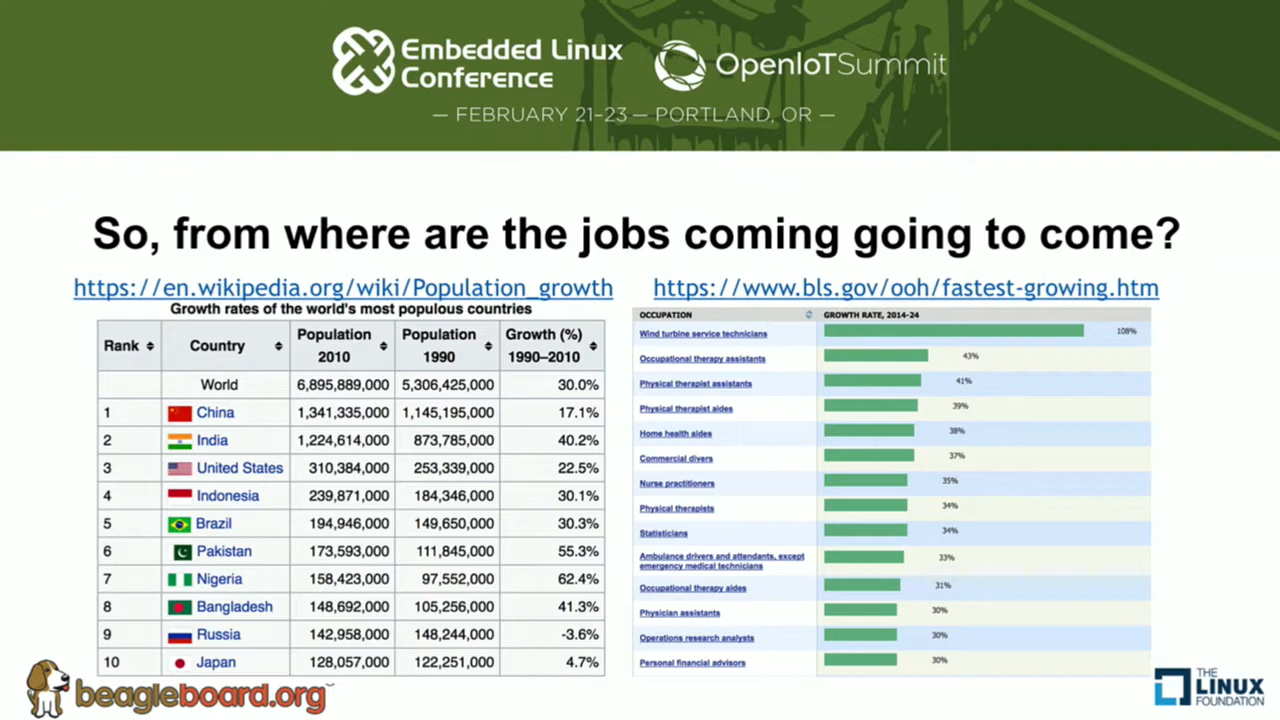 Embedded Linux
Conference
OpenIoTSummit
— FEBRUARY 21-23 — PORTLAND, OR —
So, from where are the jobs coming going to come?
https://en.wikipedia.org/wiki/Population_growth
Growth rates of the world's most populous countries
Rank Country Population 2010 Population 1990 Growth (%) 1990–2010
World 6,895,889,000 5,306,425,000 30.0%
1 China 1,341,335,000 1,145,195,000 17.1%
2 India 1,224,614,000 873,785,000 40.2%
3 United States 310,384,000 253,339,000 22.5%
4 Indonesia 239,871,000 184,346,000 30.1%
5 Brazil 194,946,000 149,650,000 30.3%
6 Pakistan 173,593,000 111,845,000 55.3%
7 Nigeria 158,423,000 97,552,000 62.4%
8 Bangladesh 148,692,000 105,256,000 41.3%
9 Russia 142,958,000 148,244,000 -3.6%
10 Japan 128,057,000 122,251,000 4.7%
https://www.bls.gov/ooh/fastest-growing.htm
OCCUPATION GROWTH RATE, 2014-24
Wind turbine service technicians 108%
Occupational therapy assistants 43%
Physical therapist assistants 41%
Physical therapist aides 39%
Home health aides 38%
Commercial divers 37%
Nurse practitioners 35%
Physical therapists 34%
Statisticians 34%
Ambulance drivers and attendants, except
emergency medical technicians 33%
Occupational therapy aides 31%
Physician assistants 30%
Operations research analysts 30%
Personal financial advisors 30%
beagleboard.org
THE
LINUX
FOUNDATION